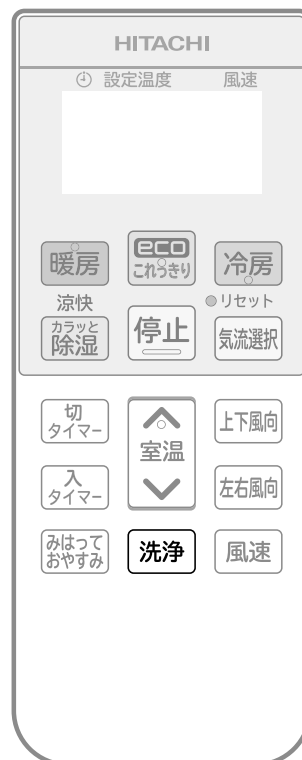 HITACHI
設定温度 風速
暖房
eco
これっきり
冷房
涼快
リセット
カラッと
除湿
停止
気流選択
切
タイマー
室温
上下風向
入
タイマー
左右風向
みはって
おやすみ
洗浄
風速